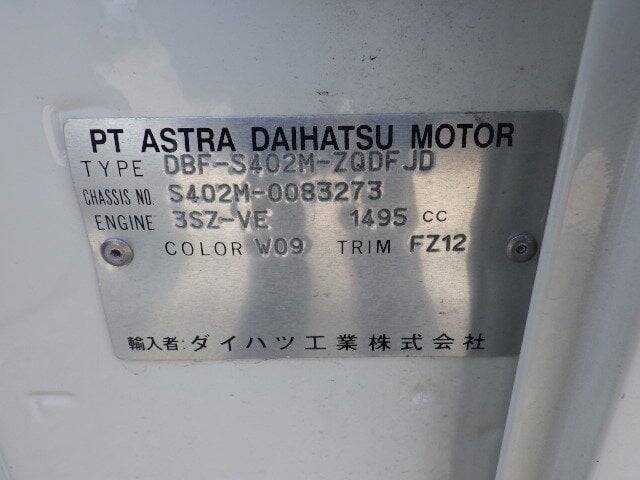 PT ASTRA DAIHATSU MOTOR
TYPE DBF-S402M-ZQDFJD
CHASSIS NO. S402M-0083273
ENGINE 3SZ-VE 1495 CC
COLOR W09 TRIM FZ12
輸入者: ダイハツ工業株式会社